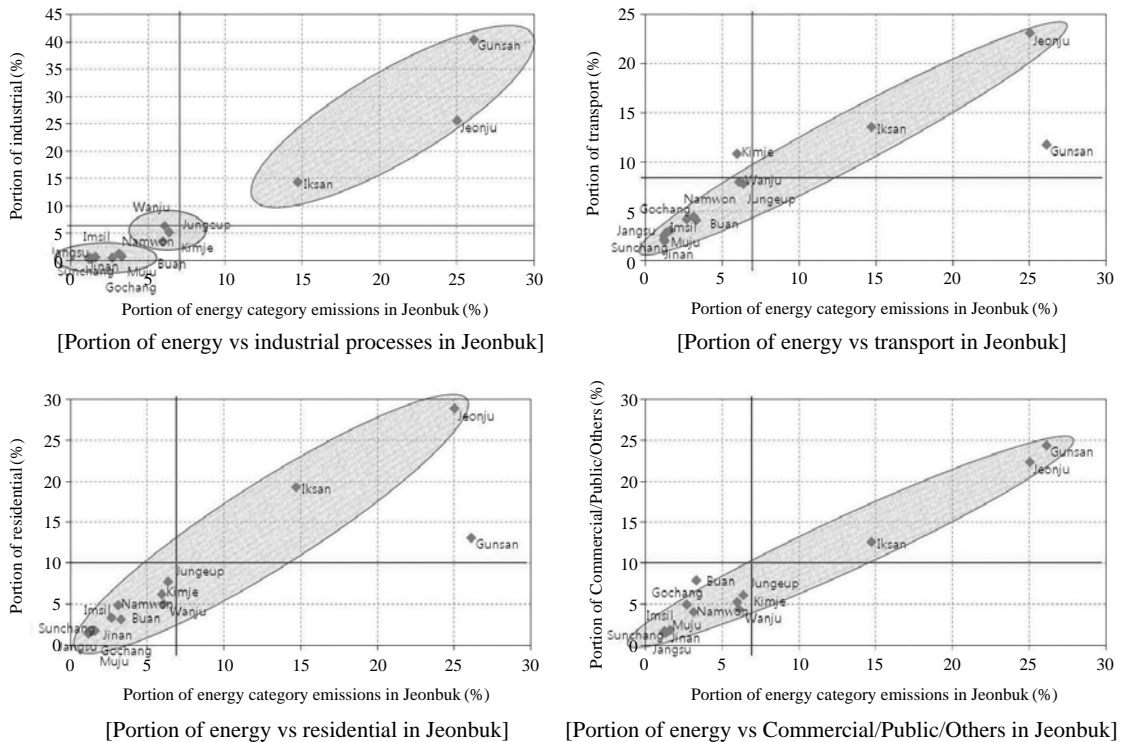 45
40
35
30
25
20
15
10
5
0
Portion of industrial (%)
Gunsan
Jeonju
Iksan
Wanju
Jungeup
Imsil
Namwon
Kimje
Jangsu
Jinan
Buan
Sunchang
Muju
Gochang
0 5 10 15 20 25 30
Portion of energy category emissions in Jeonbuk (%)
[Portion of energy vs industrial processes in Jeonbuk]
25
20
15
10
5
0
Portion of transport (%)
Jeonju
Iksan
Gunsan
Kimje
Wanju
Namwon
Jungeup
Gochang
Buan
Jangsu
Imsil
Sunchang
Muju
Jinan
0 5 10 15 20 25 30
Portion of energy category emissions in Jeonbuk (%)
[Portion of energy vs transport in Jeonbuk]
30
25
20
15
10
5
0
Portion of residential (%)
Jeonju
Iksan
Gunsan
Jungeup
Kimje
Imsil
Namwon
Wanju
Buan
Sunchang
Jinan
Jangsu
Gochang
Muju
0 5 10 15 20 25 30
Portion of energy category emissions in Jeonbuk (%)
[Portion of energy vs residential in Jeonbuk]
30
25
20
15
10
5
0
Portion of Commercial/Public/Others (%)
Gunsan
Jeonju
Iksan
Buan
Jungeup
Gochang
Kimje
Imsil
Namwon
Wanju
Muju
Sunchang
Jinan
Jangsu
0 5 10 15 20 25 30
Portion of energy category emissions in Jeonbuk (%)
[Portion of energy vs Commercial/Public/Others in Jeonbuk]